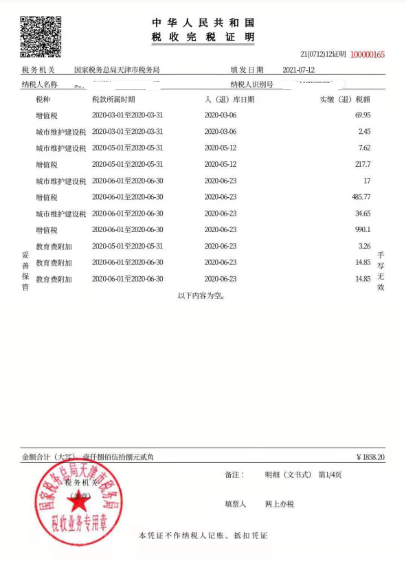 中华人民共和国
税收完税证明
21(0712)12证明 100000165
税务机关 国家税务总局天津市税务局 填发日期 2021-07-12
纳税人名称 纳税人识别号
税种 税款所属时期 入（退）库日期 实缴（退）税额
增值税 2020-03-01至2020-03-31 2020-03-06 69.95
城市维护建设税 2020-03-01至2020-03-31 2020-03-06 2.45
城市维护建设税 2020-05-01至2020-05-31 2020-05-12 7.62
增值税 2020-05-01至2020-05-31 2020-05-12 217.7
城市维护建设税 2020-06-01至2020-06-30 2020-06-23 17
增值税 2020-06-01至2020-06-30 2020-06-23 485.77
城市维护建设税 2020-06-01至2020-06-30 2020-06-23 34.65
增值税 2020-06-01至2020-06-30 2020-06-23 990.1
教育费附加 2020-05-01至2020-05-31 2020-06-23 3.26
教育费附加 2020-06-01至2020-06-30 2020-06-23 14.85
教育费附加 2020-06-01至2020-06-30 2020-06-23 14.85
以下内容为空。
妥善保管
手写无效
金额合计（大写） 壹仟捌佰伍拾捌元贰角 ￥1858.20
税务机关
国家税务总局天津市税务局
税收业务专用章
备注： 明细（文书式） 第1/4页
填票人 网上办税
本凭证不作纳税人记账、抵扣凭证